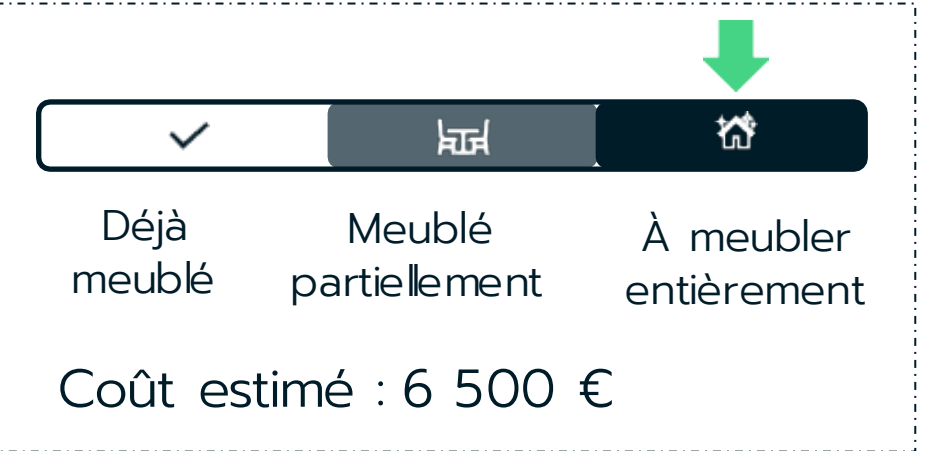 Déjà
meublé
Meublé
partiellement
À meubler
entièrement
Coût estimé : 6 500 €